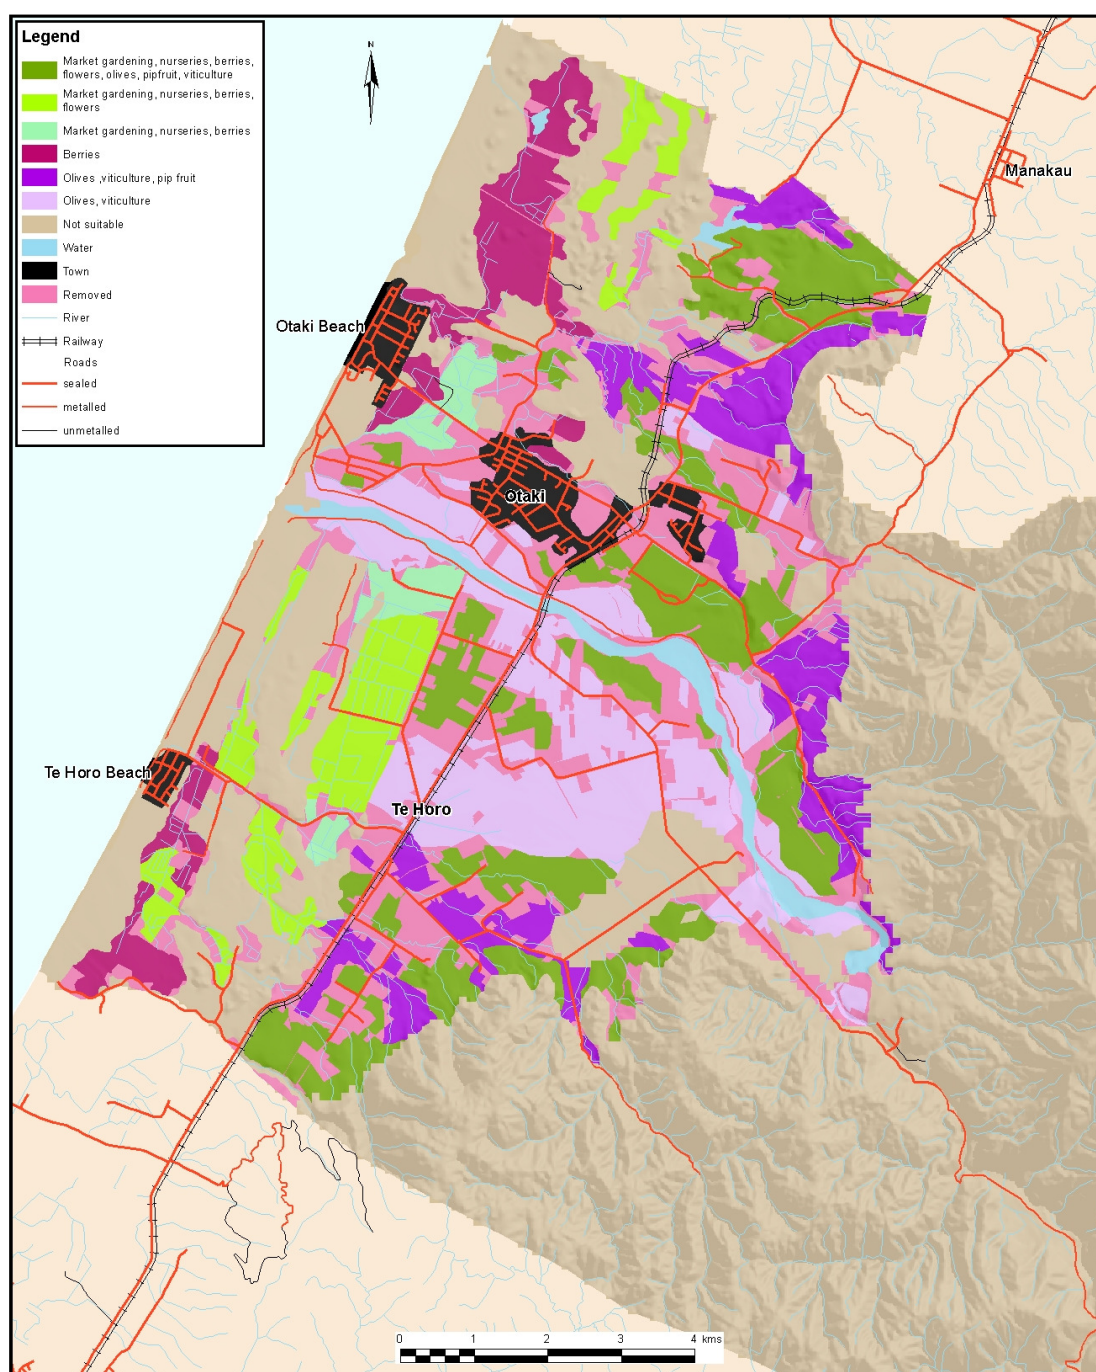 Legend
Market gardening, nurseries, berries,
flowers, olives, pipfruit, viticulture
Market gardening, nurseries, berries,
flowers
Market gardening, nurseries, berries
Berries
Olives ,viticulture, pip fruit
Olives, viticulture
Not suitable
Water
Town
Removed
River
Railway
Roads
sealed
metalled
unmetalled
N
Manakau
Otaki Beach
Otaki
Te Horo Beach
Te Horo
0 1 2 3 4 kms